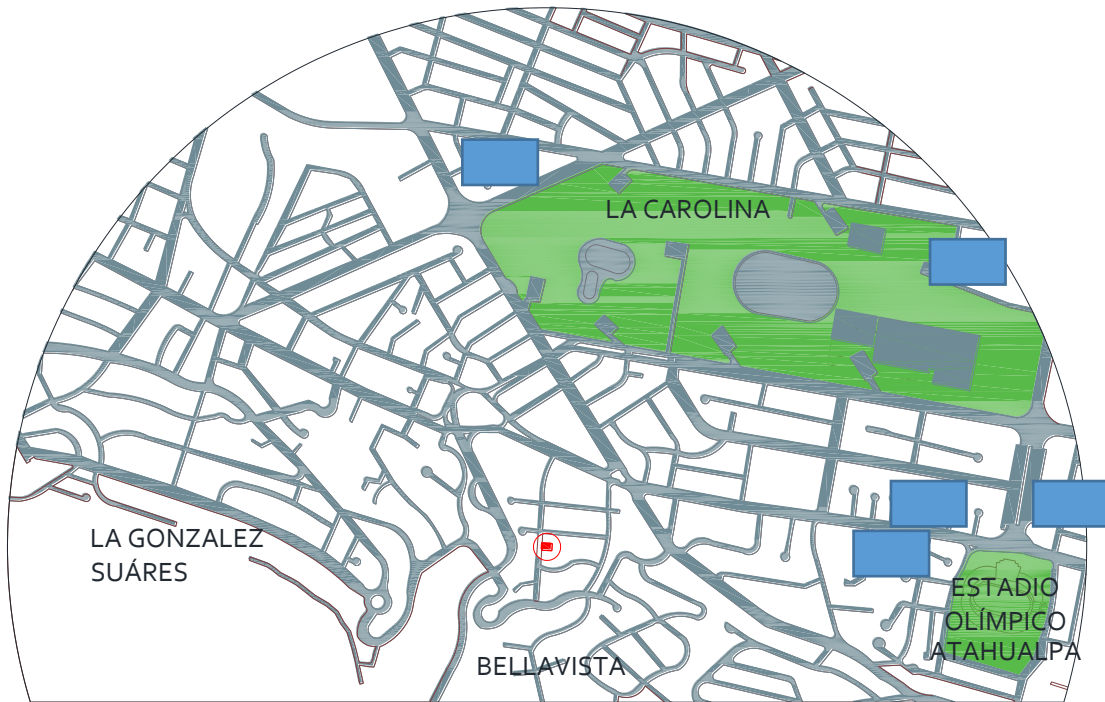 LA CAROLINA
LA GONZALEZ
SUÁRES
ESTADIO
OLÍMPICO
ATAHUALPA
BELLAVISTA